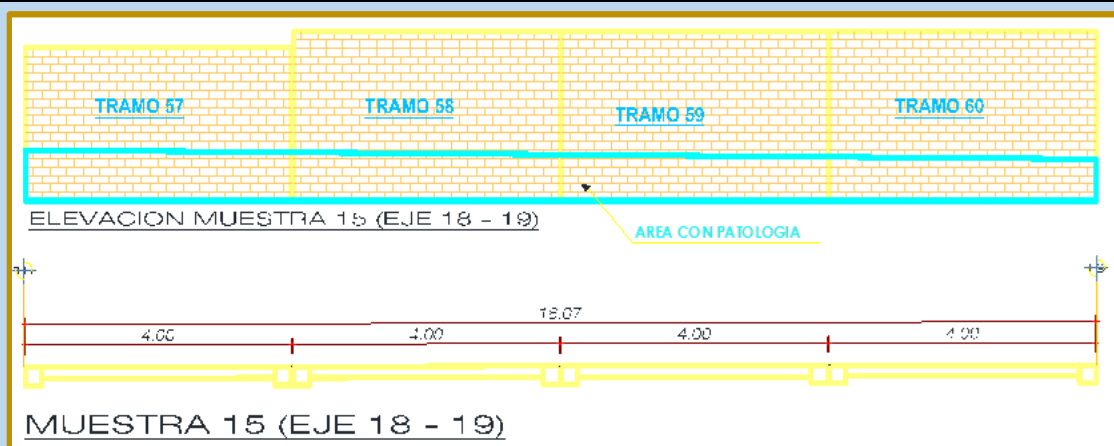 TRAMO 57
TRAMO 58
TRAMO 59
TRAMO 60
ELEVACION MUESTRA 15 (EJE 18 - 19)
AREA CON PATOLOGIA
16.07
4.00
4.00
4.00
4.00
MUESTRA 15 (EJE 18 - 19)